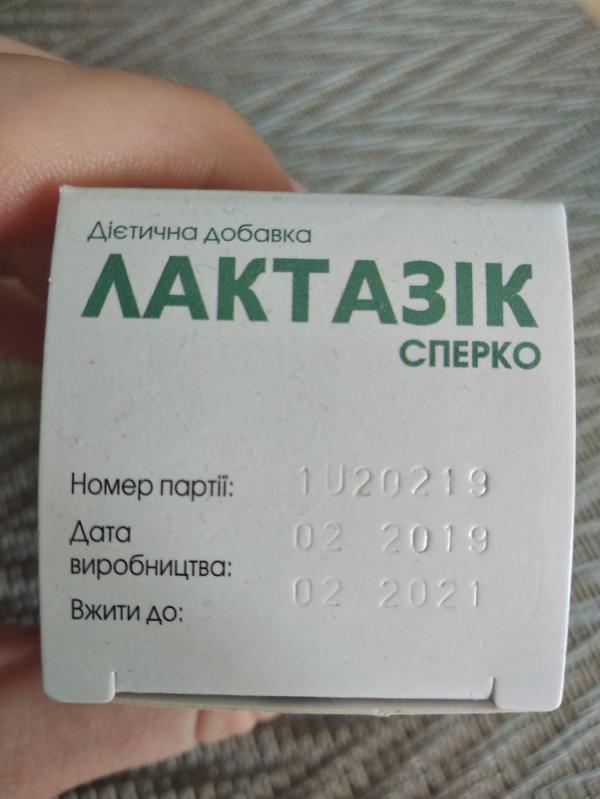 Дієтична добавка
ЛАКТАЗІК
СПЕРКО
Номер партії: 1U20219
Дата
виробництва: 02 2019
Вжити до: 02 2021